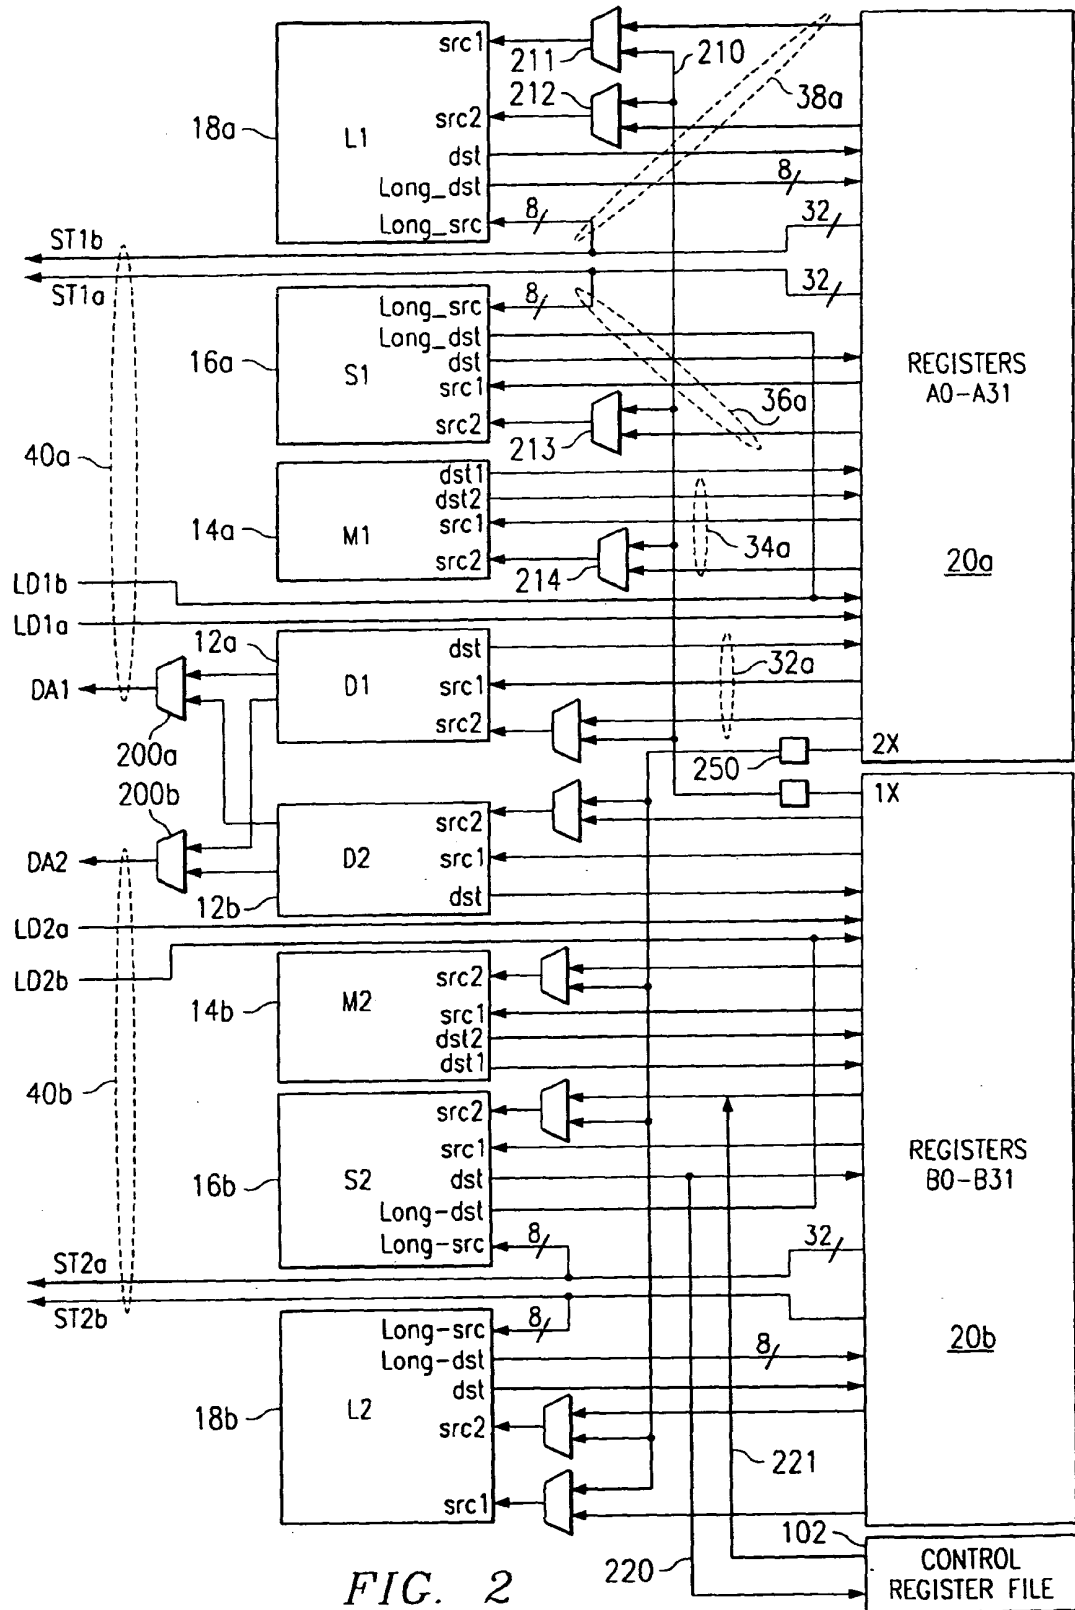 src1
211
210
38a
212
18a
L1
src2
dst
Long_dst
8
8
Long_src
32
ST1b
ST1a
32
8
Long_src
Long_dst
16a
dst
S1
src1
REGISTERS
A0-A31
36a
src2
213
40a
dst1
dst2
14a
src1
M1
34a
src2
214
20a
LD1b
LD1a
12a
dst
32a
DA1
D1
src1
src2
200a
250
2X
200b
1X
src2
DA2
D2
src1
12b
dst
LD2a
LD2b
src2
M2
14b
src1
dst2
dst1
40b
src2
src1
REGISTERS
B0-B31
16b
S2
dst
Long-dst
8
Long-src
32
ST2a
ST2b
Long-src
8
20b
Long-dst
8
dst
18b
L2
src2
221
src1
102
220
CONTROL
REGISTER FILE
FIG. 2